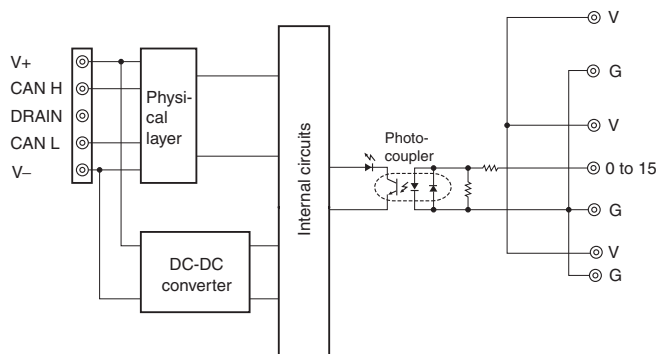 V+
CAN H
DRAIN
CAN L
V–
Physi-
cal
layer
DC-DC
converter
Internal circuits
Photo-
coupler
V
G
V
0 to 15
G
V
G